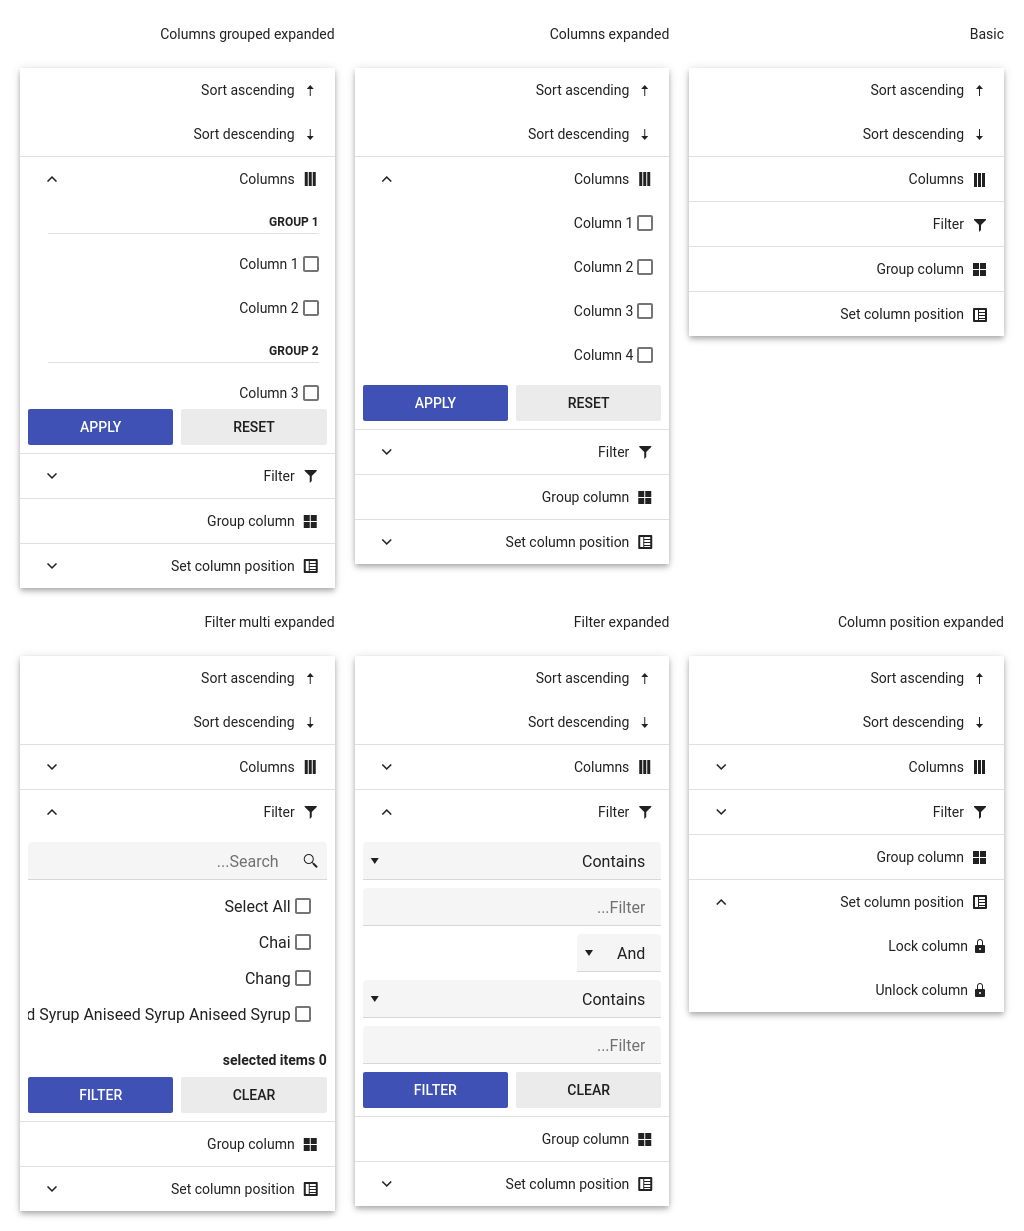 Columns grouped expanded
Sort ascending
Sort descending
Columns
GROUP 1
Column 1
Column 2
GROUP 2
Column 3
APPLY
RESET
Filter
Group column
Set column position
Columns expanded
Sort ascending
Sort descending
Columns
Column 1
Column 2
Column 3
Column 4
APPLY
RESET
Filter
Group column
Set column position
Basic
Sort ascending
Sort descending
Columns
Filter
Group column
Set column position
Filter multi expanded
Sort ascending
Sort descending
Columns
Filter
...Search
Select All
Chai
Chang
d Syrup Aniseed Syrup Aniseed Syrup
selected items 0
FILTER
CLEAR
Group column
Set column position
Filter expanded
Sort ascending
Sort descending
Columns
Filter
Contains
...Filter
And
Contains
...Filter
FILTER
CLEAR
Group column
Set column position
Column position expanded
Sort ascending
Sort descending
Columns
Filter
Group column
Set column position
Lock column
Unlock column